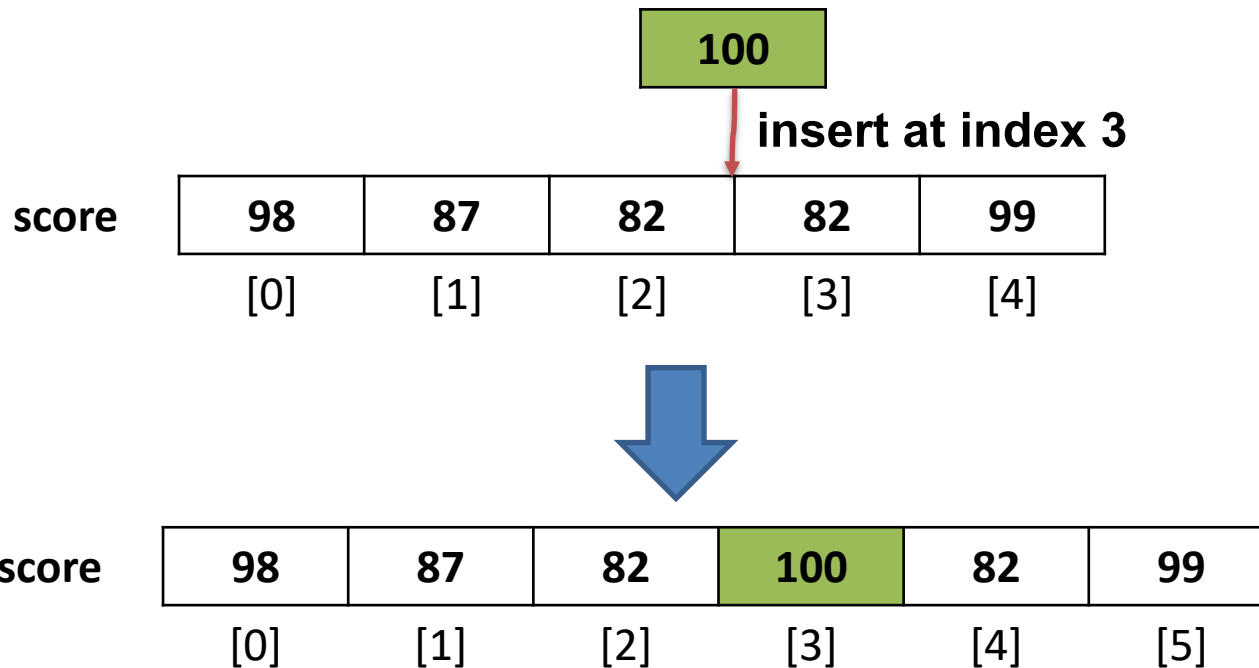 100
insert at index 3
score 98 87 82 82 99
[0] [1] [2] [3] [4]
score 98 87 82 100 82 99
[0] [1] [2] [3] [4] [5]